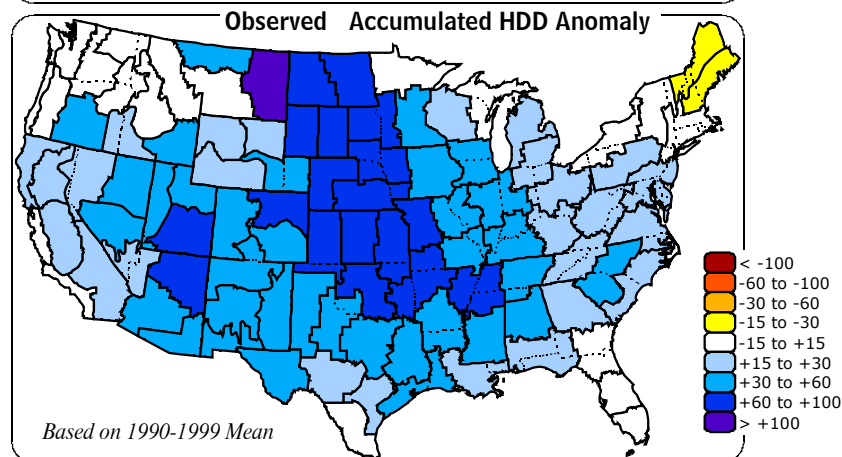 Observed Accumulated HDD Anomaly
< -100
-60 to -100
-30 to -60
-15 to -30
-15 to +15
+15 to +30
+30 to +60
+60 to +100
> +100
Based on 1990-1999 Mean